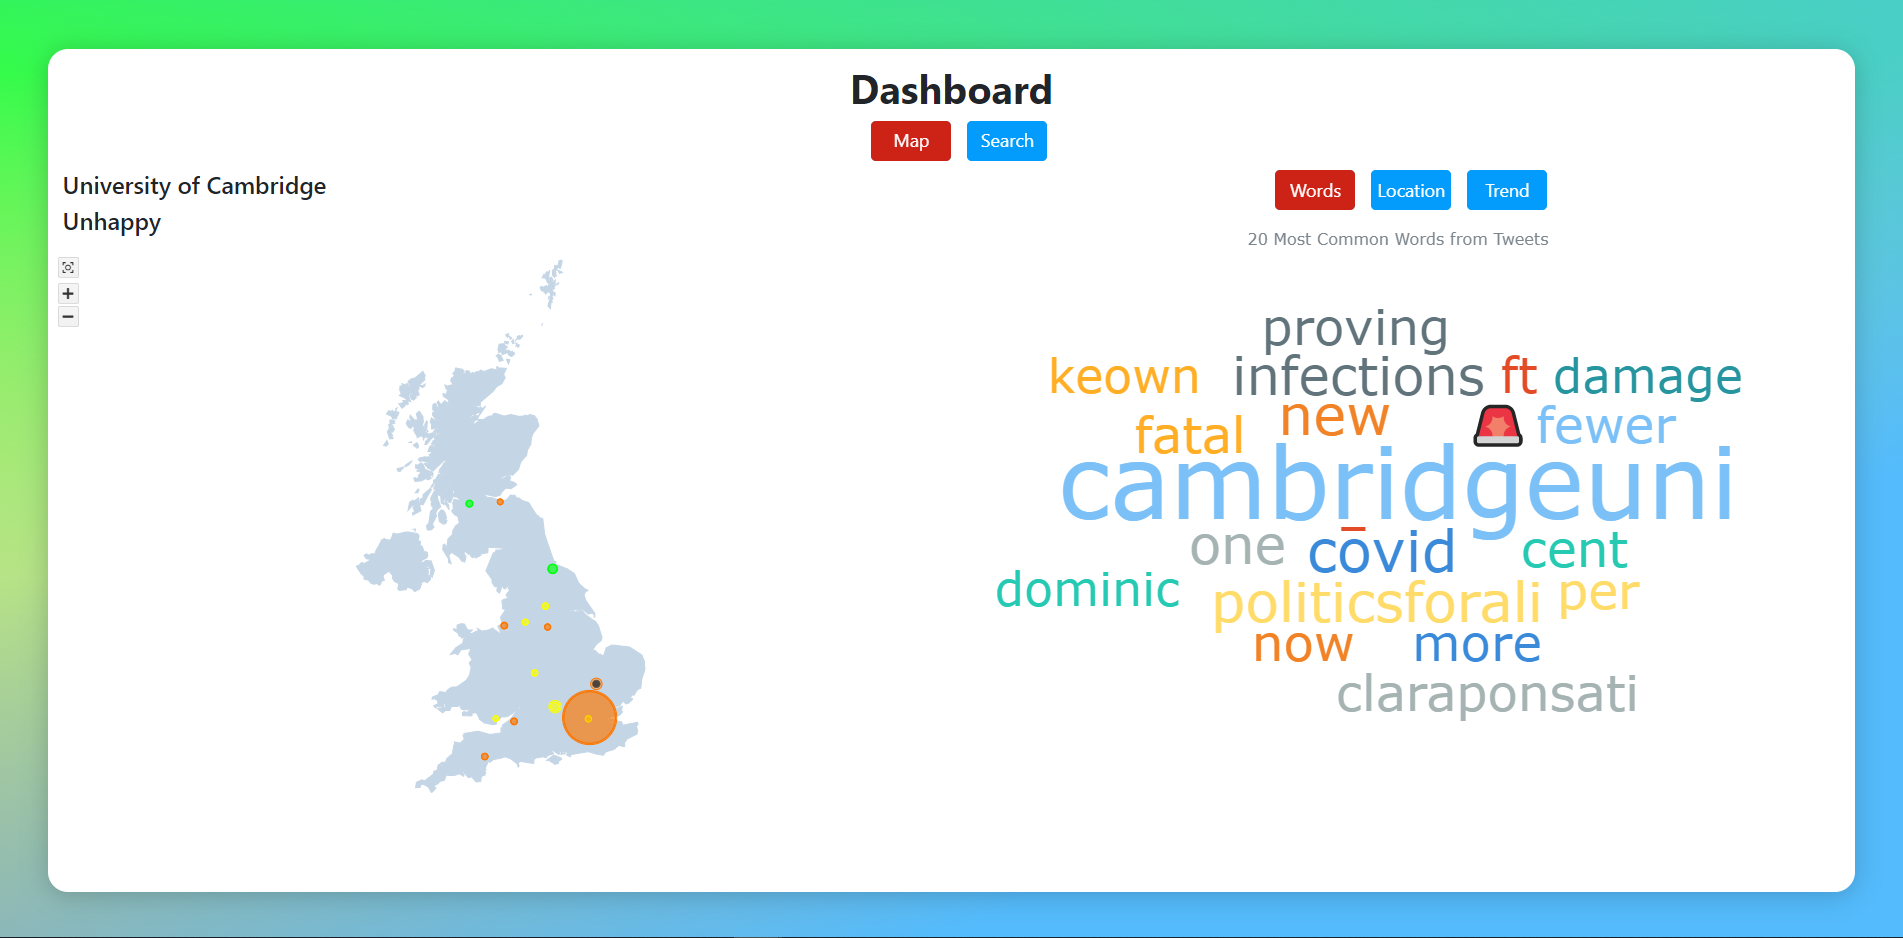 Dashboard
Map Search
University of Cambridge
Unhappy
Words Location Trend
20 Most Common Words from Tweets
+
−
proving
keown infections ft damage
fatal new 🚨 fewer
cambridgeuni
_
one covid cent
dominic politicsforali per
now more
claraponsati